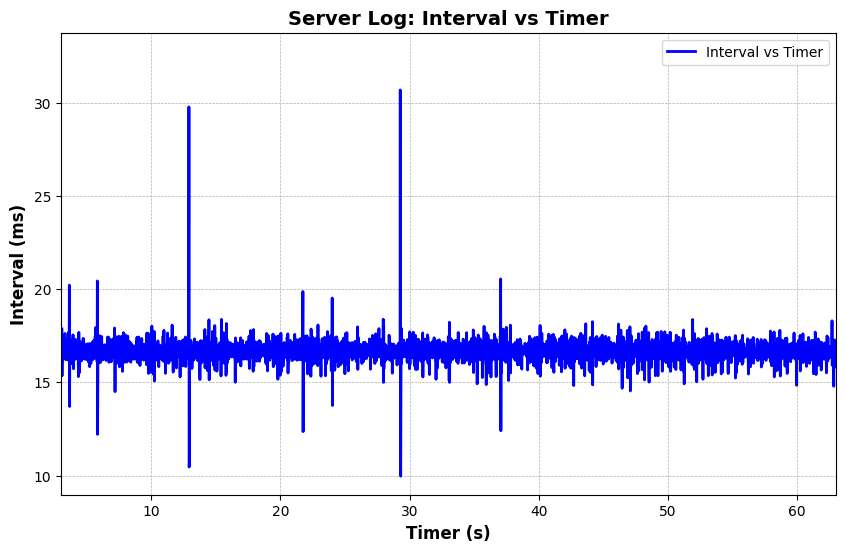 Server Log: Interval vs Timer
Interval vs Timer
30
25
20
15
10
Interval (ms)
10 20 30 40 50 60
Timer (s)